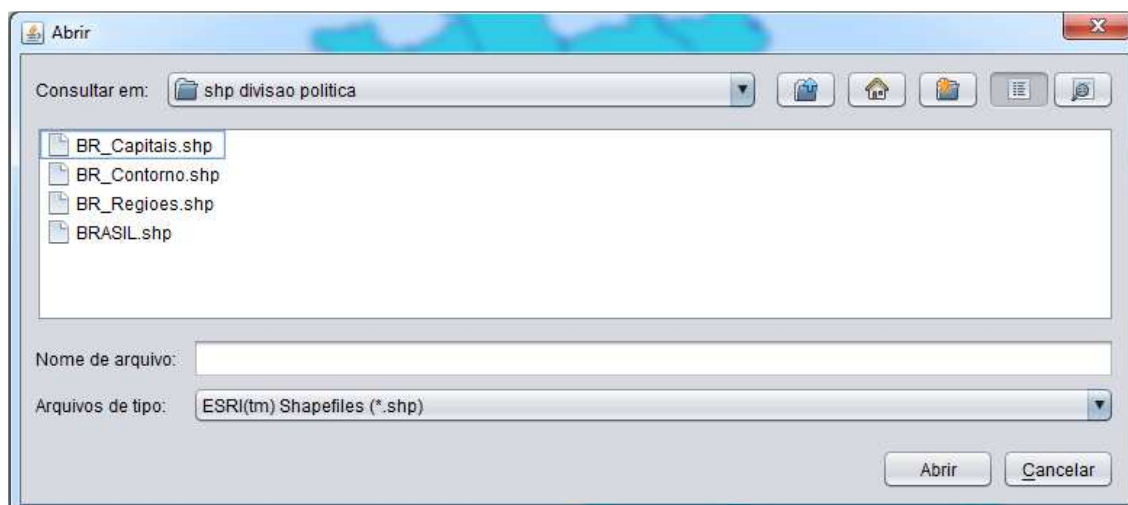 Abrir
Consultar em: shp divisao politica
BR_Capitais.shp
BR_Contorno.shp
BR_Regioes.shp
BRASIL.shp
Nome de arquivo:
Arquivos de tipo: ESRI(tm) Shapefiles (*.shp)
Abrir Cancelar